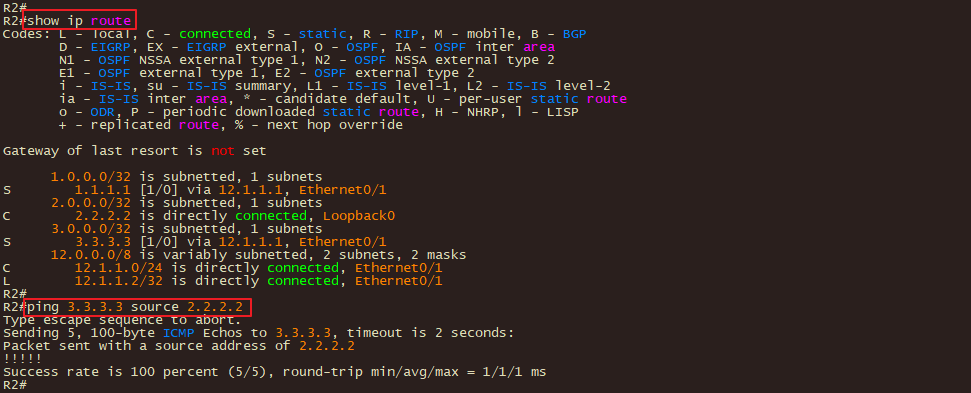 R2#
R2#show ip route
Codes: L - local, C - connected, S - static, R - RIP, M - mobile, B - BGP
       D - EIGRP, EX - EIGRP external, O - OSPF, IA - OSPF inter area
       N1 - OSPF NSSA external type 1, N2 - OSPF NSSA external type 2
       E1 - OSPF external type 1, E2 - OSPF external type 2
       i - IS-IS, su - IS-IS summary, L1 - IS-IS level-1, L2 - IS-IS level-2
       ia - IS-IS inter area, * - candidate default, U - per-user static route
       o - ODR, P - periodic downloaded static route, H - NHRP, l - LISP
       + - replicated route, % - next hop override
Gateway of last resort is not set
      1.0.0.0/32 is subnetted, 1 subnets
S        1.1.1.1 [1/0] via 12.1.1.1, Ethernet0/1
      2.0.0.0/32 is subnetted, 1 subnets
C        2.2.2.2 is directly connected, Loopback0
      3.0.0.0/32 is subnetted, 1 subnets
S        3.3.3.3 [1/0] via 12.1.1.1, Ethernet0/1
      12.0.0.0/8 is variably subnetted, 2 subnets, 2 masks
C        12.1.1.0/24 is directly connected, Ethernet0/1
L        12.1.1.2/32 is directly connected, Ethernet0/1
R2#
R2#ping 3.3.3.3 source 2.2.2.2
Type escape sequence to abort.
Sending 5, 100-byte ICMP Echos to 3.3.3.3, timeout is 2 seconds:
Packet sent with a source address of 2.2.2.2
!!!!!
Success rate is 100 percent (5/5), round-trip min/avg/max = 1/1/1 ms
R2#